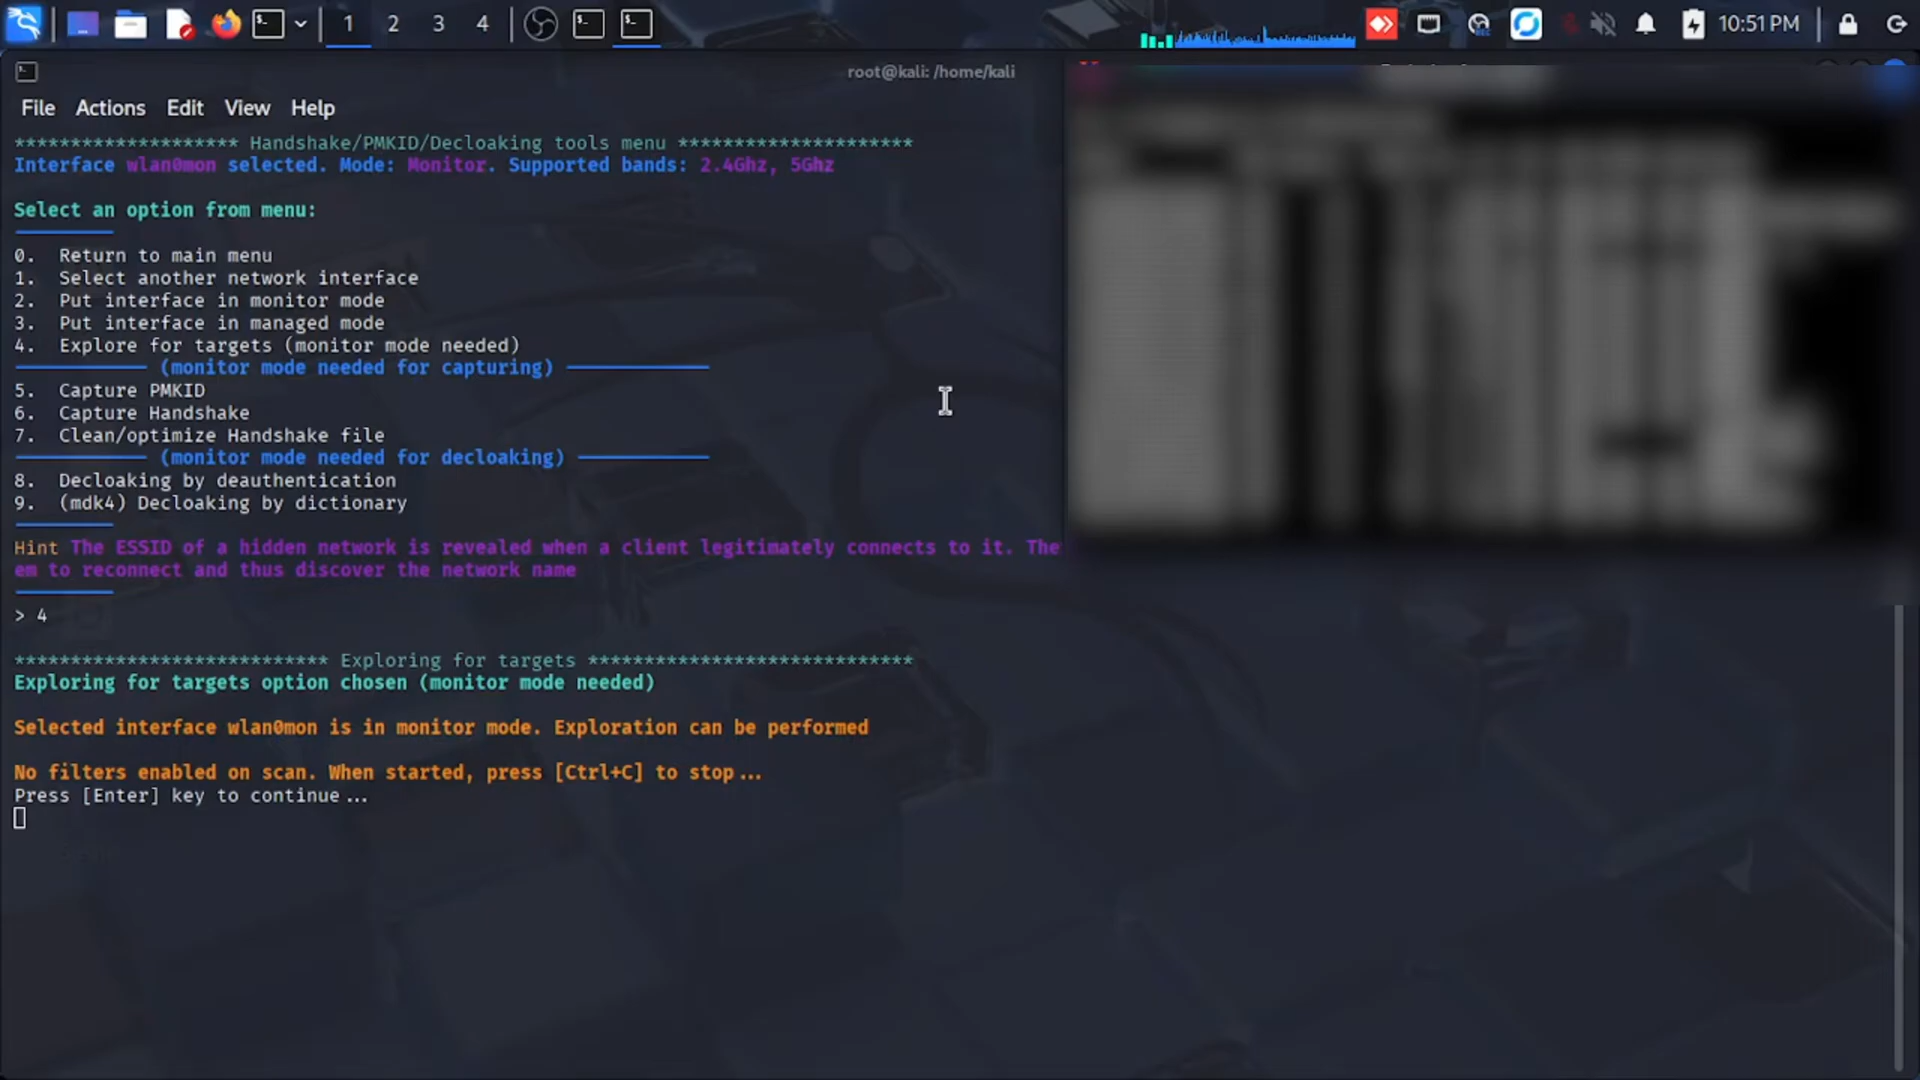 1 2 3 4 10:51 PM
root@kali: /home/kali
File Actions Edit View Help
******************** Handshake/PMKID/Decloaking tools menu *********************
Interface wlan0mon selected. Mode: Monitor. Supported bands: 2.4Ghz, 5Ghz
Select an option from menu:
0. Return to main menu
1. Select another network interface
2. Put interface in monitor mode
3. Put interface in managed mode
4. Explore for targets (monitor mode needed)
(monitor mode needed for capturing)
5. Capture PMKID
6. Capture Handshake
7. Clean/optimize Handshake file
(monitor mode needed for decloaking)
8. Decloaking by deauthentication
9. (mdk4) Decloaking by dictionary
Hint The ESSID of a hidden network is revealed when a client legitimately connects to it. The
em to reconnect and thus discover the network name
> 4
**************************** Exploring for targets *****************************
Exploring for targets option chosen (monitor mode needed)
Selected interface wlan0mon is in monitor mode. Exploration can be performed
No filters enabled on scan. When started, press [Ctrl+C] to stop...
Press [Enter] key to continue...